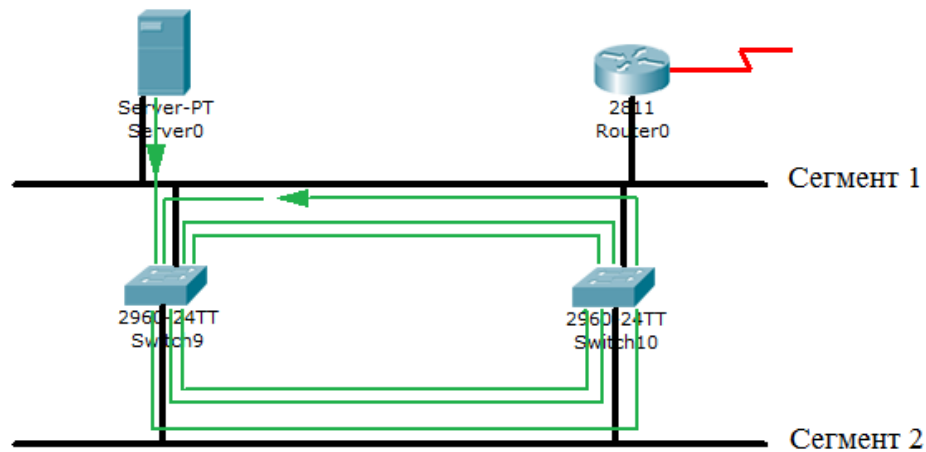 Server-PT
Server0
2811
Router0
Сегмент 1
2960-24TT
Switch9
2960-24TT
Switch10
Сегмент 2